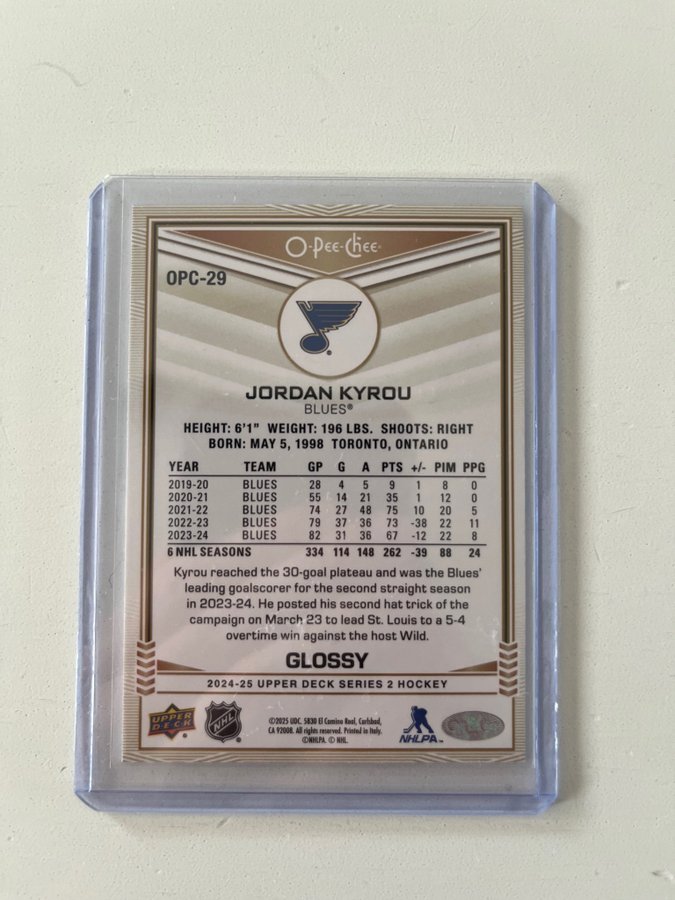 O-Pee-Chee
OPC-29
JORDAN KYROU
BLUES®
HEIGHT: 6'1" WEIGHT: 196 LBS. SHOOTS: RIGHT
BORN: MAY 5, 1998 TORONTO, ONTARIO
YEAR TEAM GP G A PTS +/- PIM PPG
2019-20 BLUES 28 4 5 9 1 8 0
2020-21 BLUES 55 14 21 35 1 12 0
2021-22 BLUES 74 27 48 75 10 20 5
2022-23 BLUES 79 37 36 73 -38 22 11
2023-24 BLUES 82 31 36 67 -12 22 8
6 NHL SEASONS 334 114 148 262 -39 88 24
Kyrou reached the 30-goal plateau and was the Blues'
leading goalscorer for the second straight season
in 2023-24. He posted his second hat trick of the
campaign on March 23 to lead St. Louis to a 5-4
overtime win against the host Wild.
GLOSSY
2024-25 UPPER DECK SERIES 2 HOCKEY
UPPER DECK
NHL
©2025 UDC. 5830 El Camino Real, Carlsbad,
CA 92008. All rights reserved. Printed in Italy.
©NHLPA. © NHL.
NHLPA